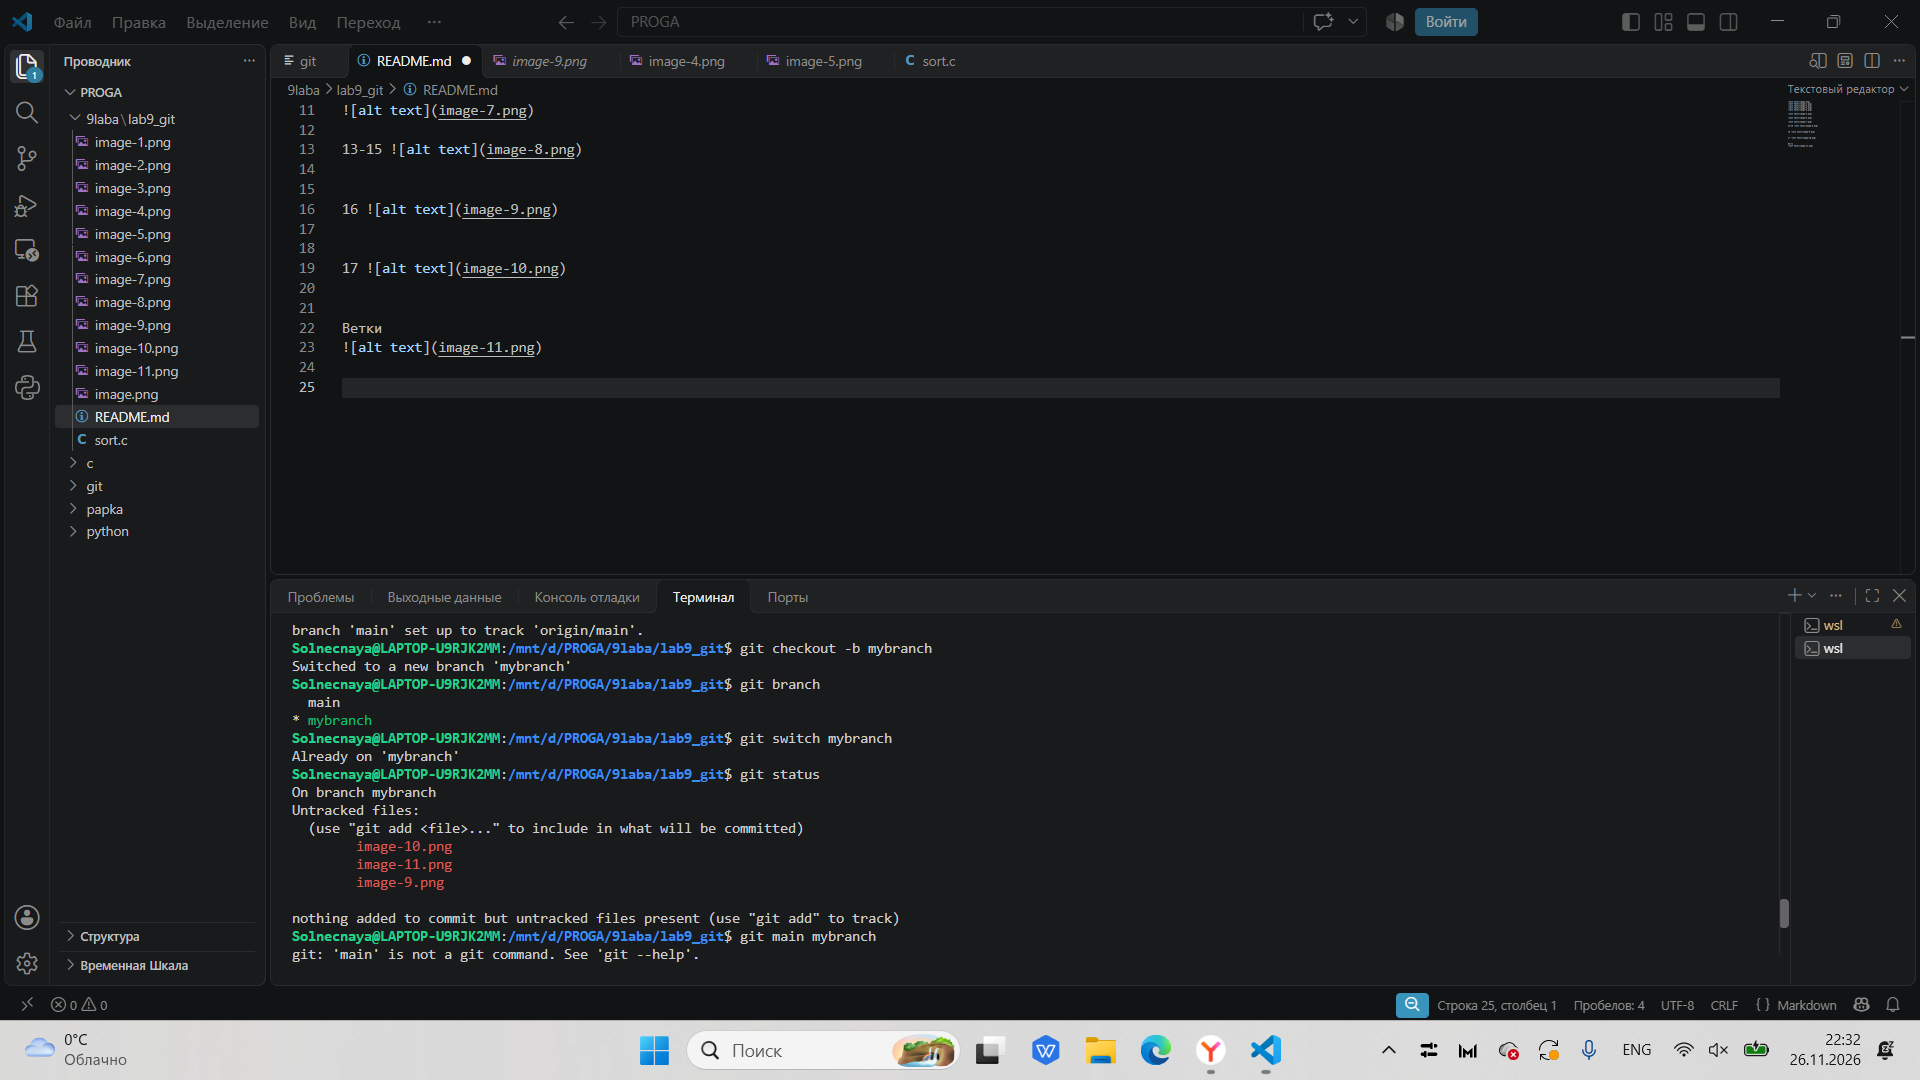 Файл Правка Выделение Вид Переход ··· PROGA Войти
Проводник ···
PROGA
9laba\lab9_git
image-1.png
image-2.png
image-3.png
image-4.png
image-5.png
image-6.png
image-7.png
image-8.png
image-9.png
image-10.png
image-11.png
image.png
README.md
C sort.c
c
git
papka
python
Структура
Временная Шкала
1
git README.md image-9.png image-4.png image-5.png C sort.c
9laba > lab9_git > README.md
Текстовый редактор
11 ![alt text](image-7.png)
12
13 13-15 ![alt text](image-8.png)
14
15
16 16 ![alt text](image-9.png)
17
18
19 17 ![alt text](image-10.png)
20
21
22 Ветки
23 ![alt text](image-11.png)
24
25
Проблемы Выходные данные Консоль отладки Терминал Порты
wsl
wsl
branch 'main' set up to track 'origin/main'.
Solnecnaya@LAPTOP-U9RJK2MM:/mnt/d/PROGA/9laba/lab9_git$ git checkout -b mybranch
Switched to a new branch 'mybranch'
Solnecnaya@LAPTOP-U9RJK2MM:/mnt/d/PROGA/9laba/lab9_git$ git branch
main
* mybranch
Solnecnaya@LAPTOP-U9RJK2MM:/mnt/d/PROGA/9laba/lab9_git$ git switch mybranch
Already on 'mybranch'
Solnecnaya@LAPTOP-U9RJK2MM:/mnt/d/PROGA/9laba/lab9_git$ git status
On branch mybranch
Untracked files:
(use "git add <file>..." to include in what will be committed)
image-10.png
image-11.png
image-9.png
nothing added to commit but untracked files present (use "git add" to track)
Solnecnaya@LAPTOP-U9RJK2MM:/mnt/d/PROGA/9laba/lab9_git$ git main mybranch
git: 'main' is not a git command. See 'git --help'.
0 0
Строка 25, столбец 1 Пробелов: 4 UTF-8 CRLF { } Markdown
0°C
Облачно
Поиск
ENG
22:32
26.11.2026